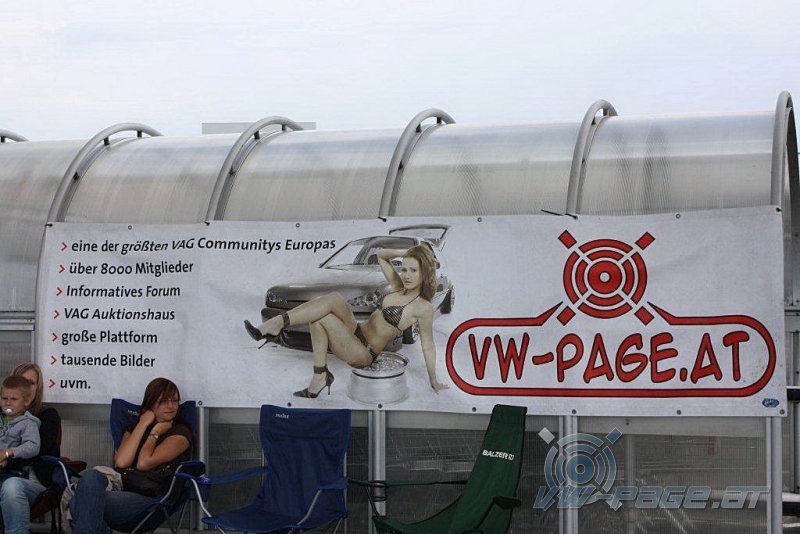 > eine der größten VAG Communitys Europas
> über 8000 Mitglieder
> Informatives Forum
> VAG Auktionshaus
> große Plattform
> tausende Bilder
> uvm.
VW-PAGE.AT
BALZER
VW-PAGE.AT